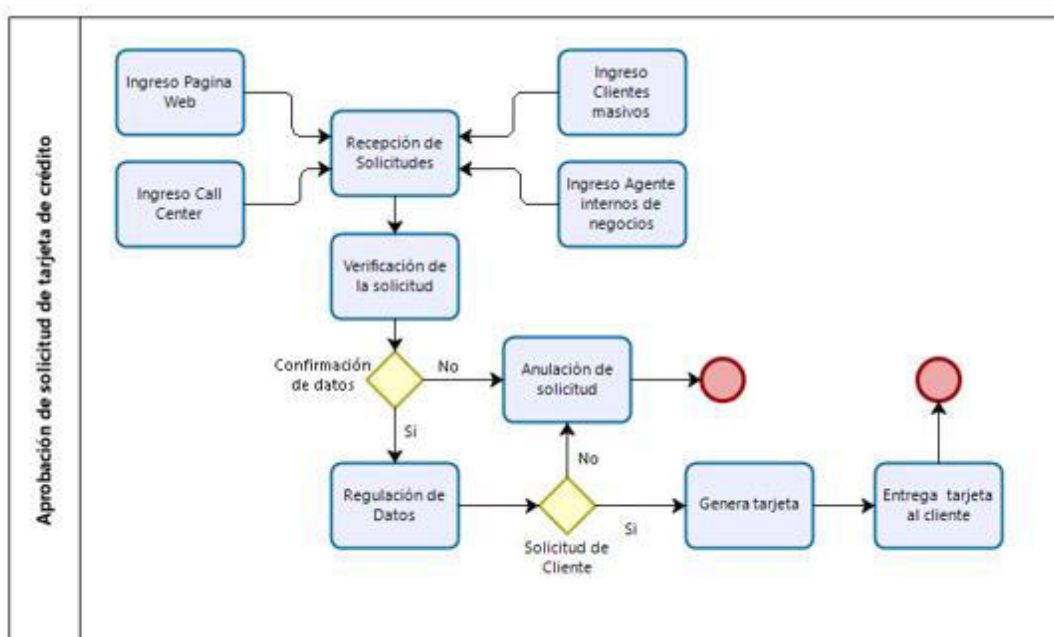 Aprobación de solicitud de tarjeta de crédito
Ingreso Pagina
Web
Ingreso
Clientes
masivos
Recepción de
Solicitudes
Ingreso Call
Center
Ingreso Agente
internos de
negocios
Verificación de
la solicitud
Confirmación
de datos
No
Anulación de
solicitud
Si
No
Regulación de
Datos
Solicitud de
Cliente
Si
Genera tarjeta
Entrega tarjeta
al cliente